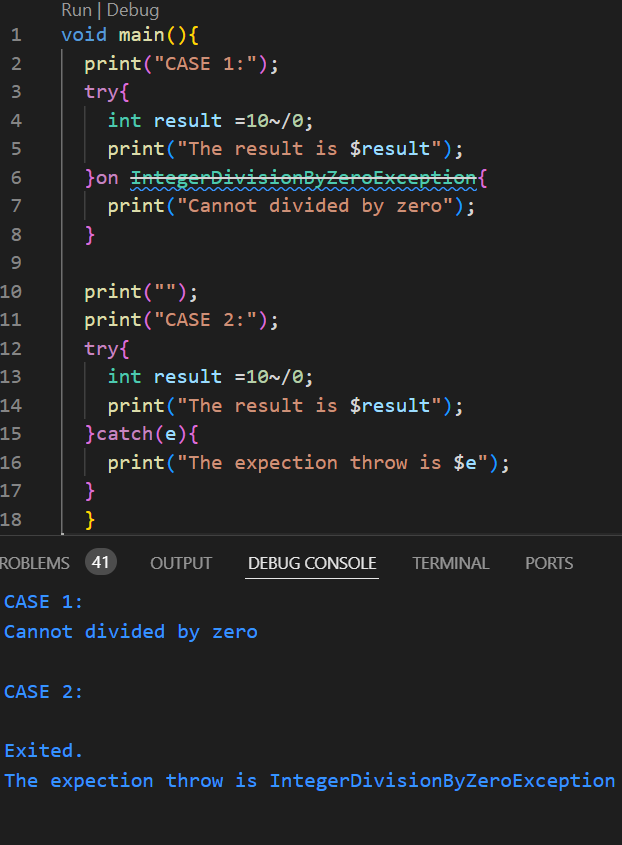 Run | Debug
1 void main(){
2 print("CASE 1:");
3 try{
4 int result =10~/0;
5 print("The result is $result");
6 }on IntegerDivisionByZeroException{
7 print("Cannot divided by zero");
8 }
9
10 print("");
11 print("CASE 2:");
12 try{
13 int result =10~/0;
14 print("The result is $result");
15 }catch(e){
16 print("The expection throw is $e");
17 }
18 }
ROBLEMS 41 OUTPUT DEBUG CONSOLE TERMINAL PORTS
CASE 1:
Cannot divided by zero
CASE 2:
Exited.
The expection throw is IntegerDivisionByZeroException